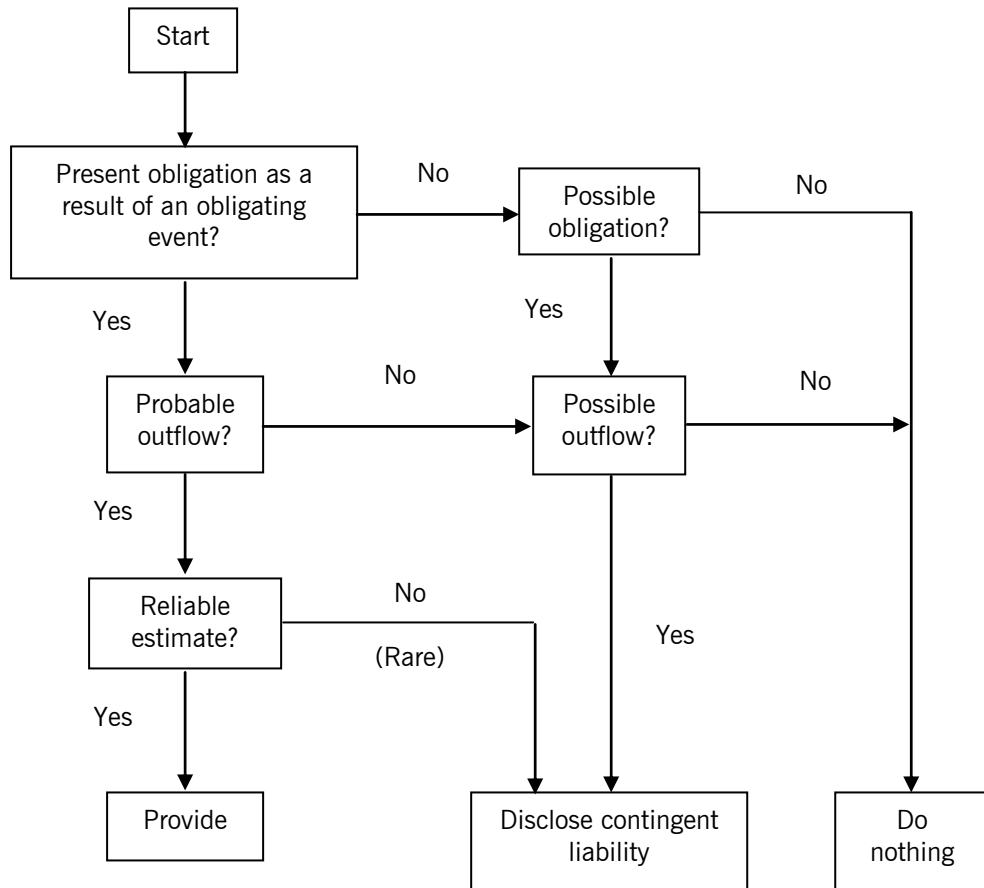 Start
Present obligation as a
result of an obligating
event?
No
Possible
obligation?
No
Yes
Yes
Probable
outflow?
No
Possible
outflow?
No
Yes
Reliable
estimate?
No
(Rare)
Yes
Yes
Provide
Disclose contingent
liability
Do
nothing